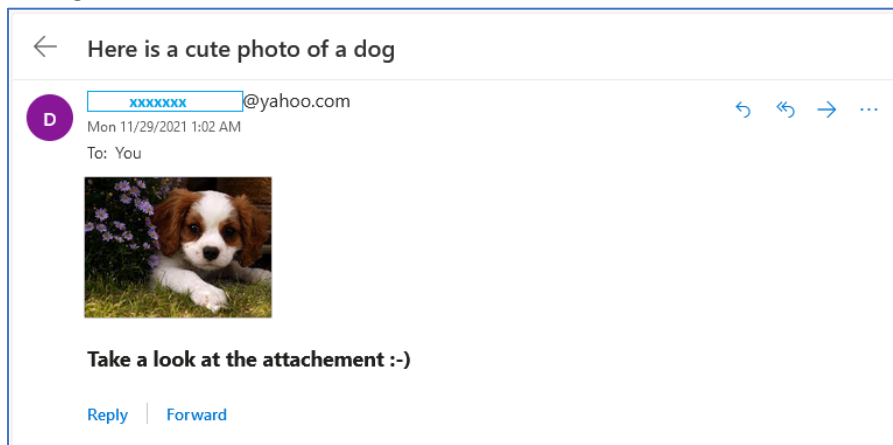 Here is a cute photo of a dog
xxxxxxx @yahoo.com
D
Mon 11/29/2021 1:02 AM
To: You
Take a look at the attachement :-)
Reply | Forward